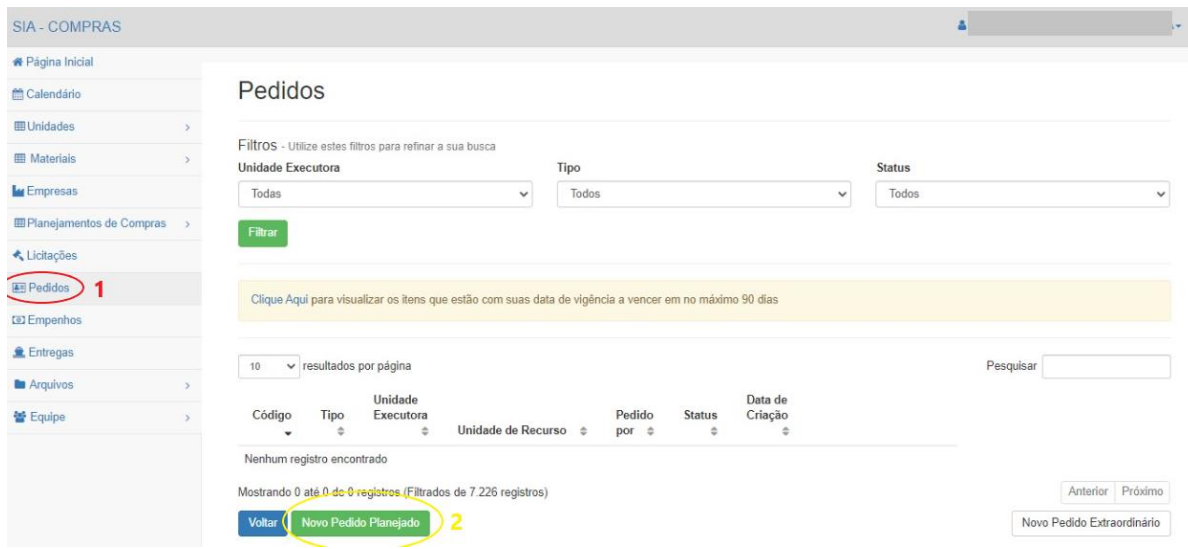 SIA - COMPRAS
Página Inicial
Calendário
Unidades
Materiais
Empresas
Planejamentos de Compras
Licitações
Pedidos 1
Empenhos
Entregas
Arquivos
Equipe
Pedidos
Filtros - Utilize estes filtros para refinar a sua busca
Unidade Executora Tipo Status
Todas Todos Todos
Filtrar
Clique Aqui para visualizar os itens que estão com suas data de vigência a vencer em no máximo 90 dias
10 resultados por página Pesquisar
Código Tipo Unidade Executora Unidade de Recurso Pedido por Status Data de Criação
Nenhum registro encontrado
Mostrando 0 até 0 de 0 registros (Filtrados de 7.226 registros)
Anterior Próximo
Voltar Novo Pedido Planejado 2 Novo Pedido Extraordinário